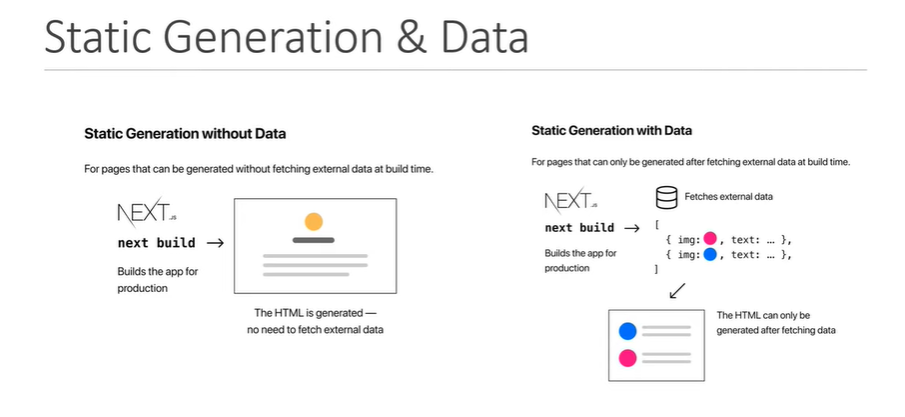 Static Generation & Data
Static Generation without Data
For pages that can be generated without fetching external data at build time.
NEXT.JS
next build →
Builds the app for
production
The HTML is generated —
no need to fetch external data
Static Generation with Data
For pages that can only be generated after fetching external data at build time.
NEXT.JS
Fetches external data
next build →
Builds the app for
production
[
{ img: , text: … },
{ img: , text: … },
]
The HTML can only be
generated after fetching data